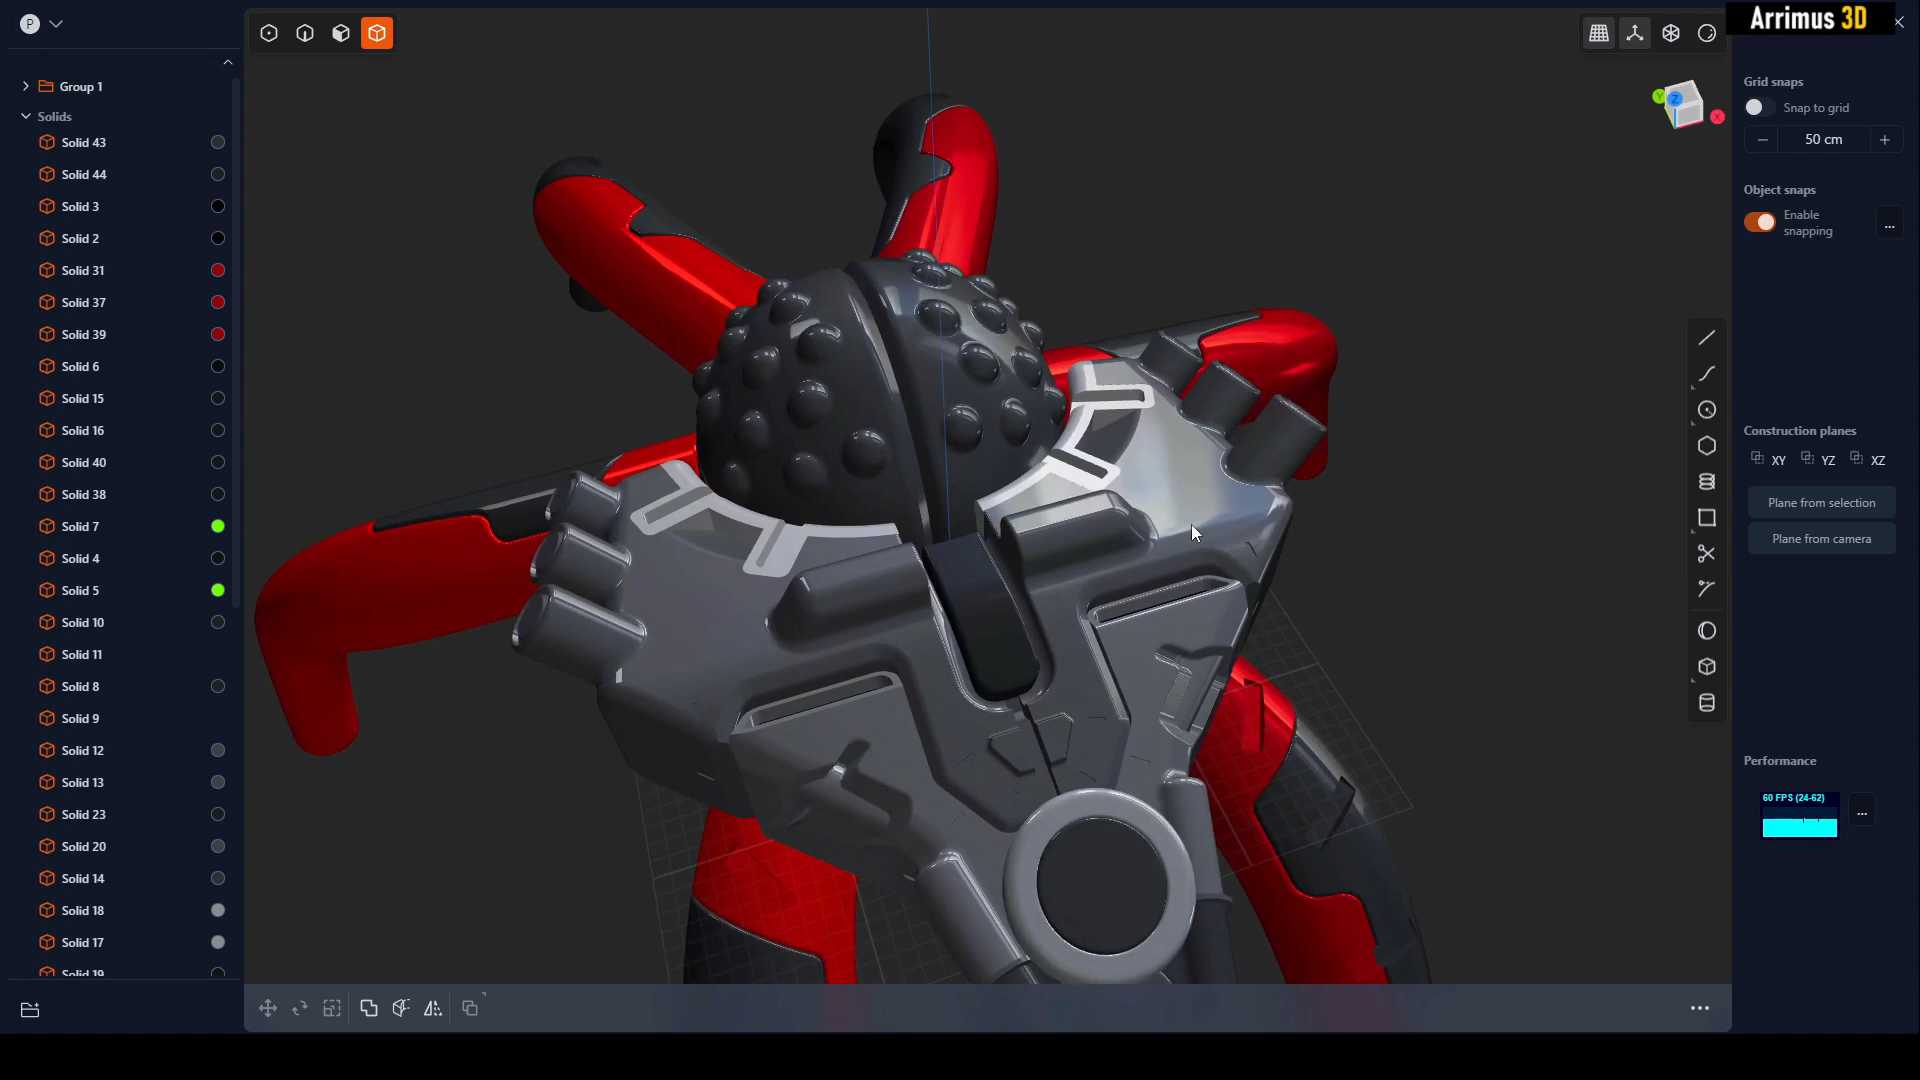 P
Arrimus 3D
Group 1
Solids
Solid 43
Solid 44
Solid 3
Solid 2
Solid 31
Solid 37
Solid 39
Solid 6
Solid 15
Solid 16
Solid 40
Solid 38
Solid 7
Solid 4
Solid 5
Solid 10
Solid 11
Solid 8
Solid 9
Solid 12
Solid 13
Solid 23
Solid 20
Solid 14
Solid 18
Solid 17
Solid 19
Y
Z
X
Grid snaps
Snap to grid
50 cm
Object snaps
Enable
snapping
...
Construction planes
XY YZ XZ
Plane from selection
Plane from camera
Performance
60 FPS (24-62)
...